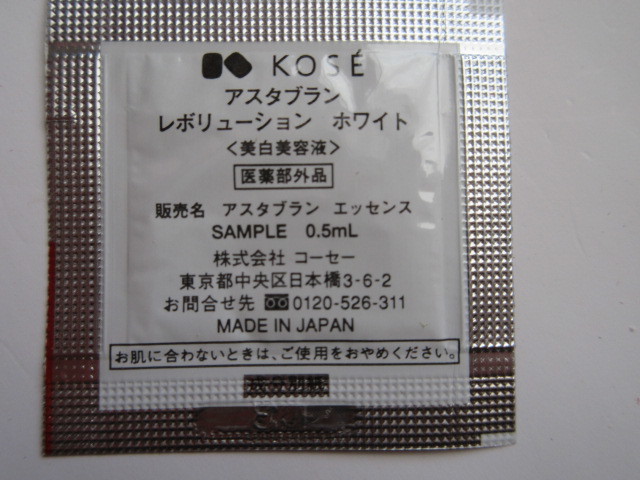 KOSÉ
アスタブラン
レボリューション ホワイト
<美白美容液>
医薬部外品
販売名 アスタブラン エッセンス
SAMPLE 0.5mL
株式会社 コーセー
東京都中央区日本橋3-6-2
お問合せ先 0120-526-311
MADE IN JAPAN
お肌に合わないときは、ご使用をおやめください。
成分別紙